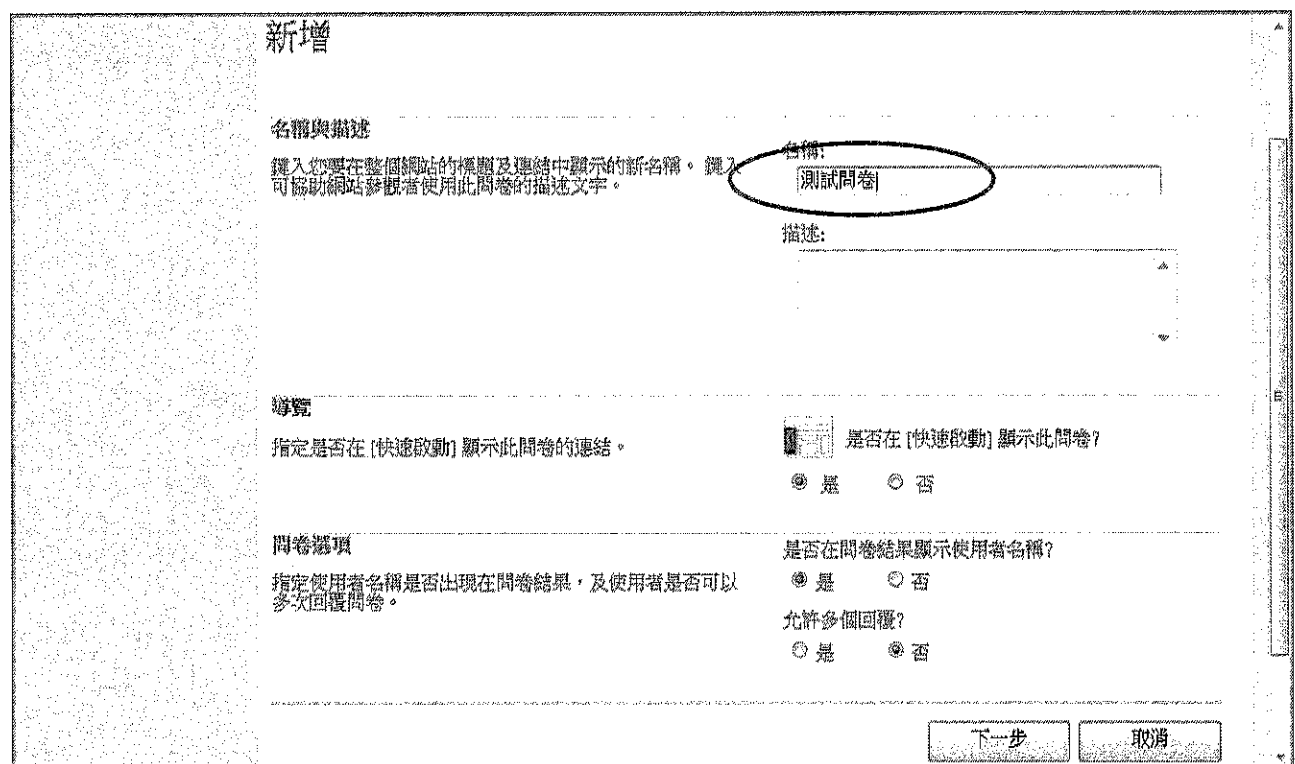 新增
名稱與描述
鍵入您要在整個網站的標題及連結中顯示的新名稱。 鍵入
可協助網站參觀者使用此問卷的描述文字。
名稱:
測試問卷
描述:
導覽
指定是否在 [快速啟動] 顯示此問卷的連結。
是否在 [快速啟動] 顯示此問卷?
是 否
問卷選項
指定使用者名稱是否出現在問卷結果，及使用者是否可以
多次回覆問卷。
是否在問卷結果顯示使用者名稱?
是 否
允許多個回覆?
是 否
下一步 取消